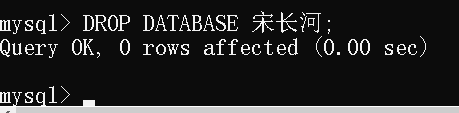 mysql> DROP DATABASE 宋长河;
Query OK, 0 rows affected (0.00 sec)
mysql>